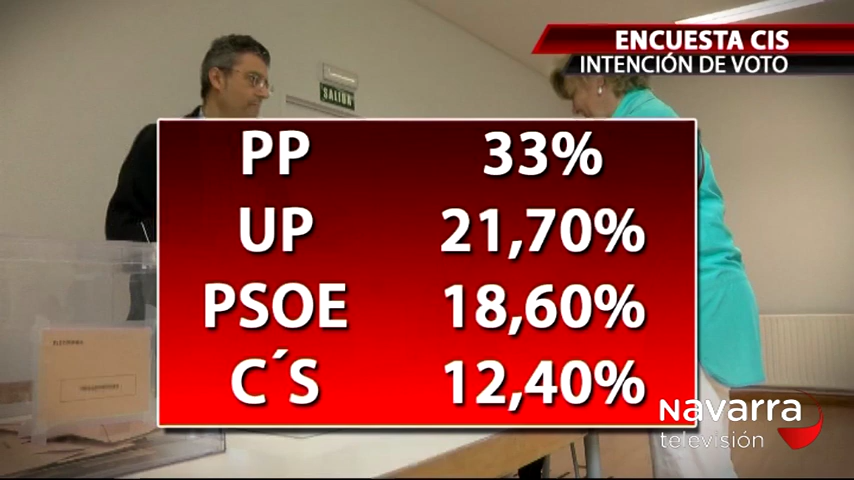 ENCUESTA CIS
INTENCIÓN DE VOTO
SALIDA
PP 33%
UP 21,70%
PSOE 18,60%
C´S 12,40%
Navarra
televisión